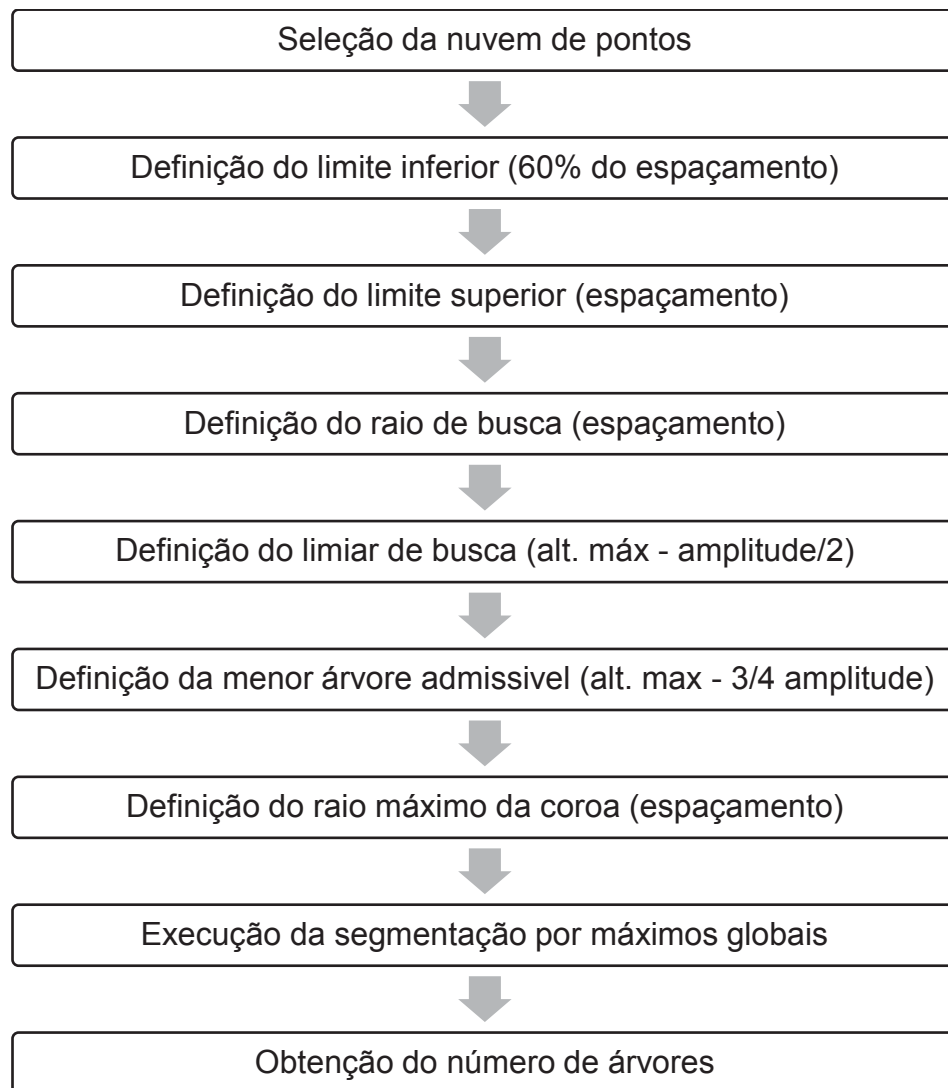 Seleção da nuvem de pontos
Definição do limite inferior (60% do espaçamento)
Definição do limite superior (espaçamento)
Definição do raio de busca (espaçamento)
Definição do limiar de busca (alt. máx - amplitude/2)
Definição da menor árvore admissivel (alt. max - 3/4 amplitude)
Definição do raio máximo da coroa (espaçamento)
Execução da segmentação por máximos globais
Obtenção do número de árvores